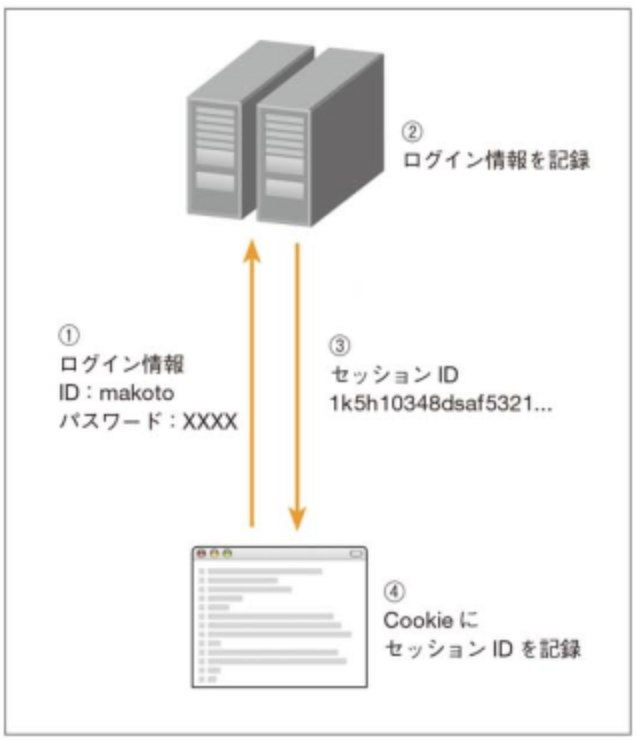 ②
ログイン情報を記録
①
ログイン情報
ID：makoto
パスワード：XXXX
③
セッション ID
1k5h10348dsaf5321...
④
Cookie に
セッション ID を記録